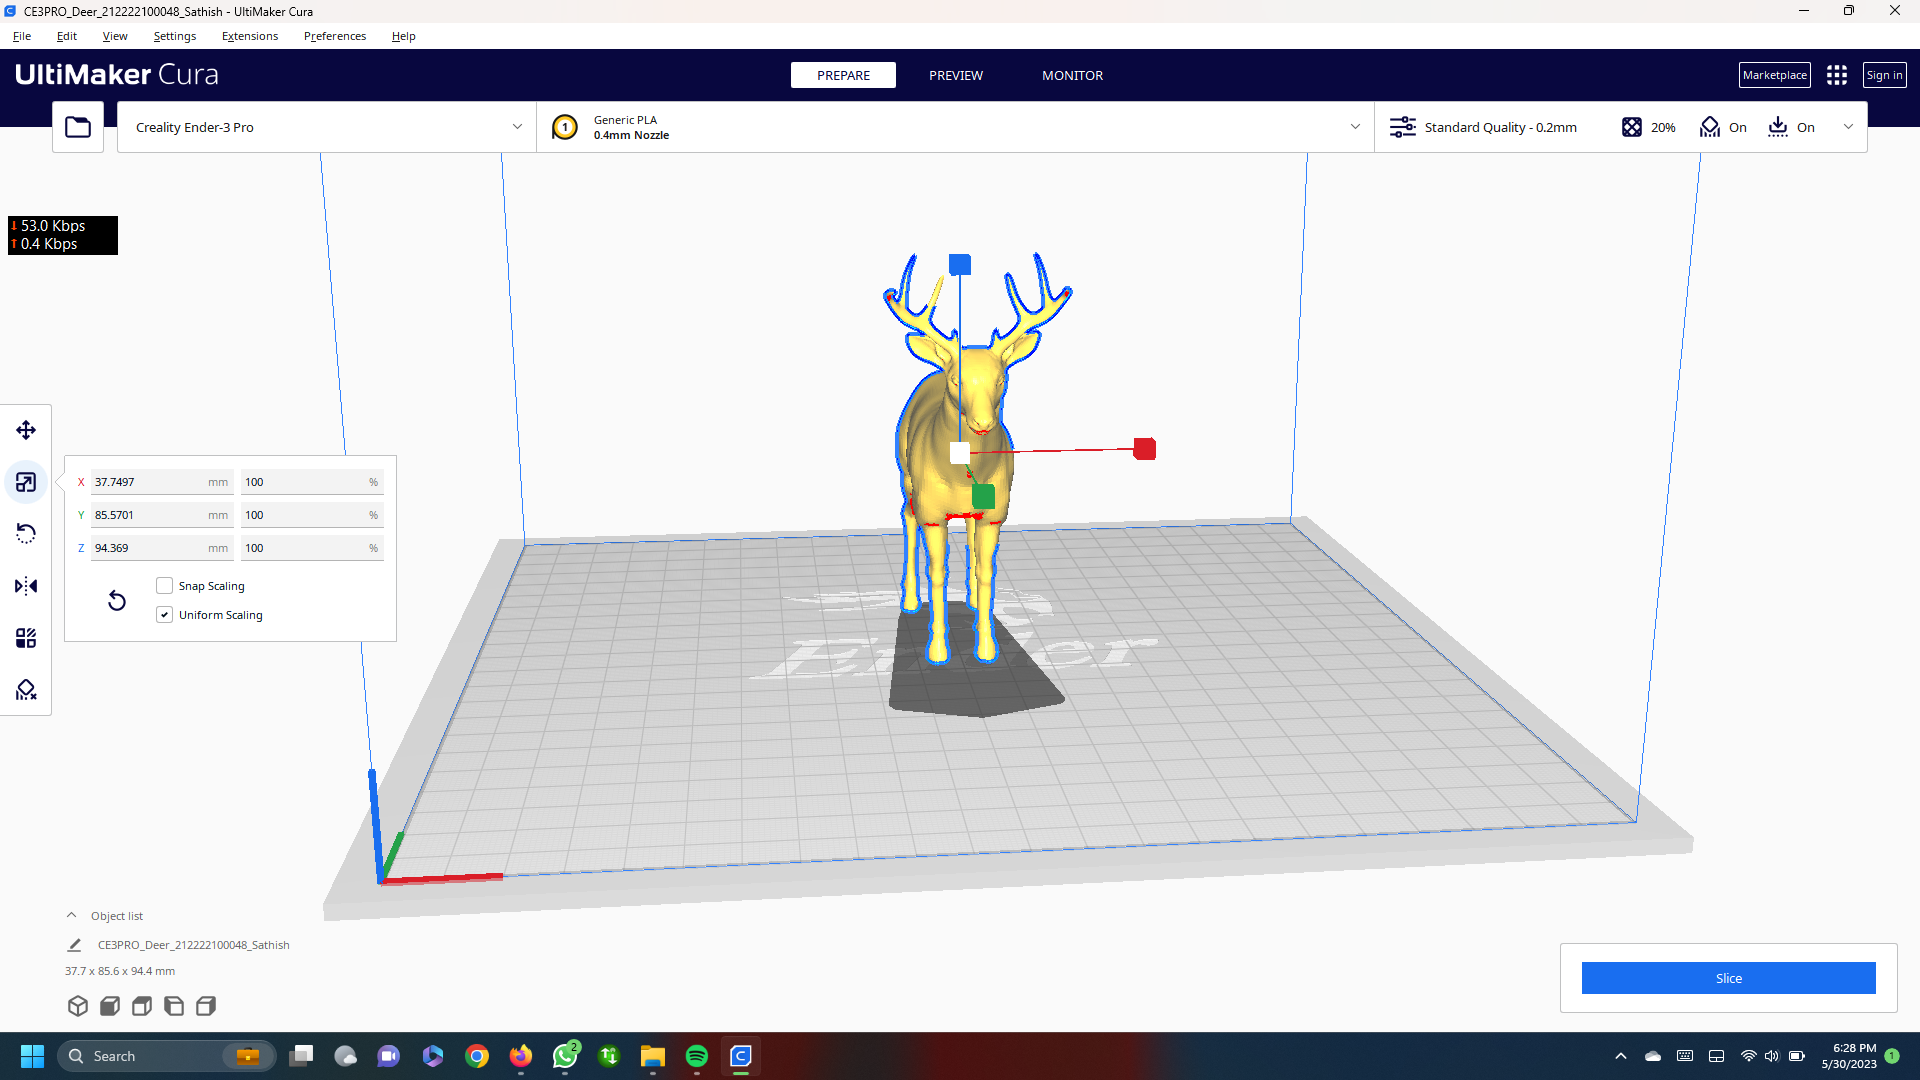 CE3PRO_Deer_212222100048_Sathish - UltiMaker Cura
File Edit View Settings Extensions Preferences Help
UltiMaker Cura
PREPARE PREVIEW MONITOR
Marketplace Sign in
Creality Ender-3 Pro
1 Generic PLA
0.4mm Nozzle
Standard Quality - 0.2mm 20% On On
↓ 53.0 Kbps
↑ 0.4 Kbps
X 37.7497 mm 100 %
Y 85.5701 mm 100 %
Z 94.369 mm 100 %
Snap Scaling
Uniform Scaling
Object list
CE3PRO_Deer_212222100048_Sathish
37.7 x 85.6 x 94.4 mm
Slice
Search
2
6:28 PM
5/30/2023
1